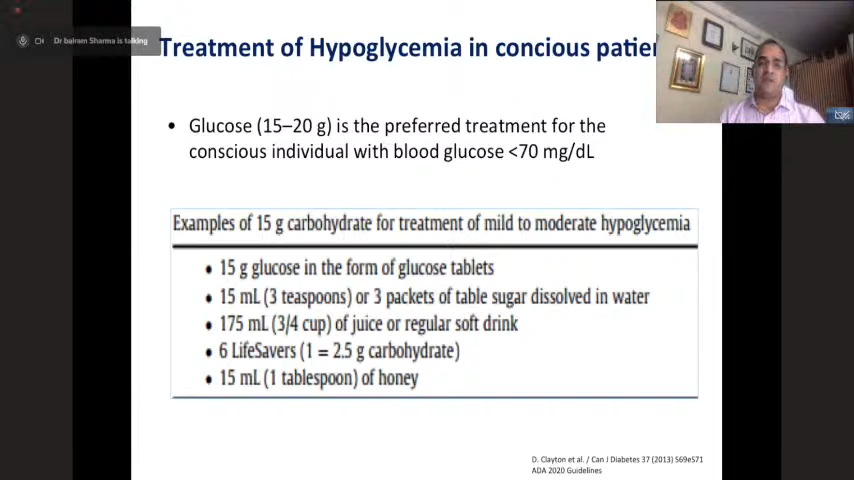 Dr balram Sharma is talking
Treatment of Hypoglycemia in concious patien
• Glucose (15–20 g) is the preferred treatment for the
conscious individual with blood glucose <70 mg/dL
Examples of 15 g carbohydrate for treatment of mild to moderate hypoglycemia
• 15 g glucose in the form of glucose tablets
• 15 mL (3 teaspoons) or 3 packets of table sugar dissolved in water
• 175 mL (3/4 cup) of juice or regular soft drink
• 6 LifeSavers (1 = 2.5 g carbohydrate)
• 15 mL (1 tablespoon) of honey
D. Clayton et al. / Can J Diabetes 37 (2013) S69eS71
ADA 2020 Guidelines